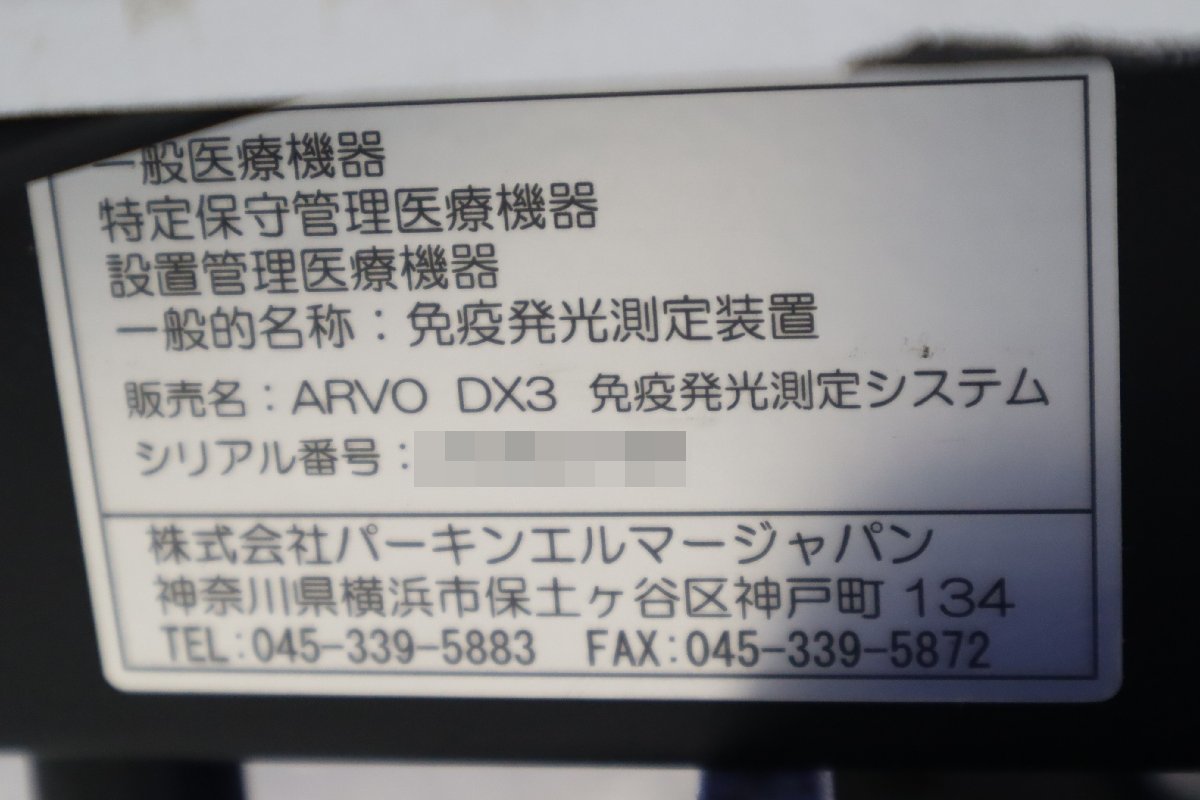 一般医療機器
特定保守管理医療機器
設置管理医療機器
一般的名称：免疫発光測定装置
販売名：ARVO DX3 免疫発光測定システム
シリアル番号：
株式会社パーキンエルマージャパン
神奈川県横浜市保土ヶ谷区神戸町 134
TEL:045-339-5883 FAX:045-339-5872